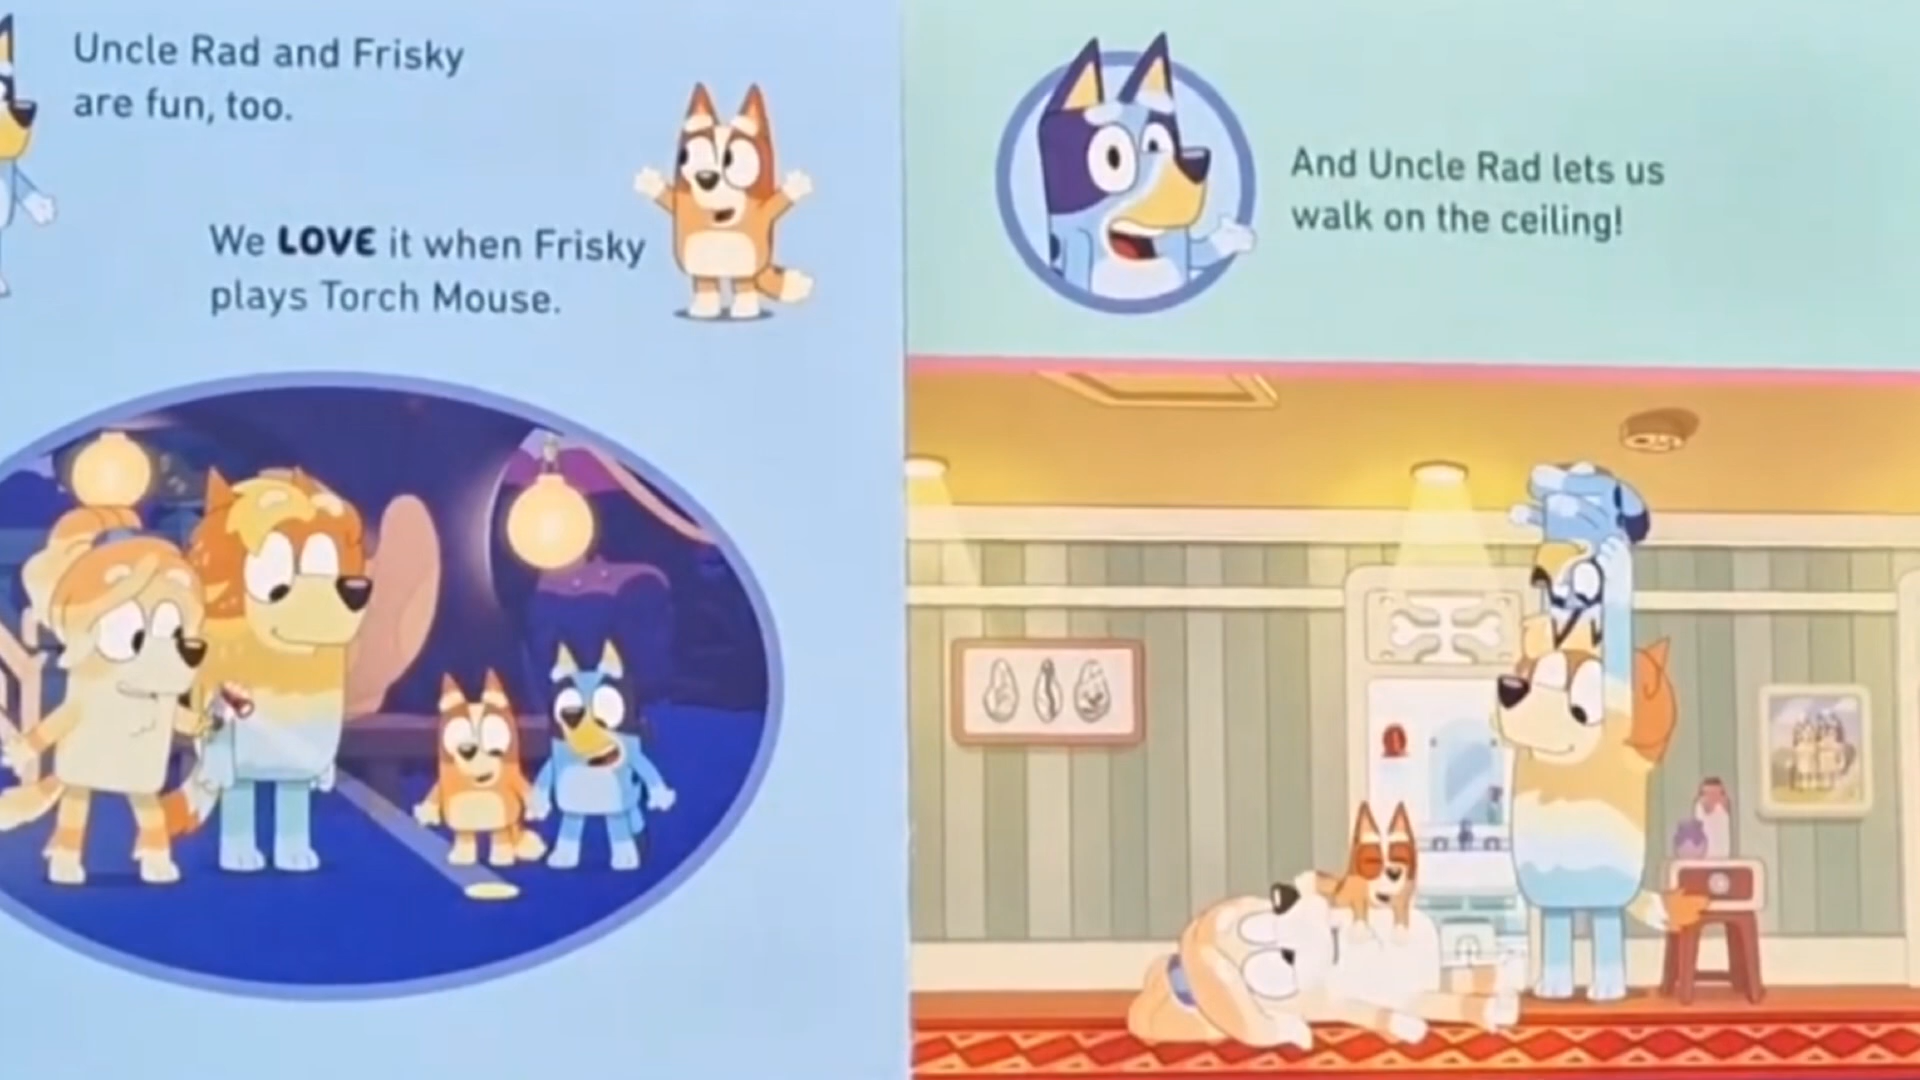 Uncle Rad and Frisky
are fun, too.
We LOVE it when Frisky
plays Torch Mouse.
And Uncle Rad lets us
walk on the ceiling!